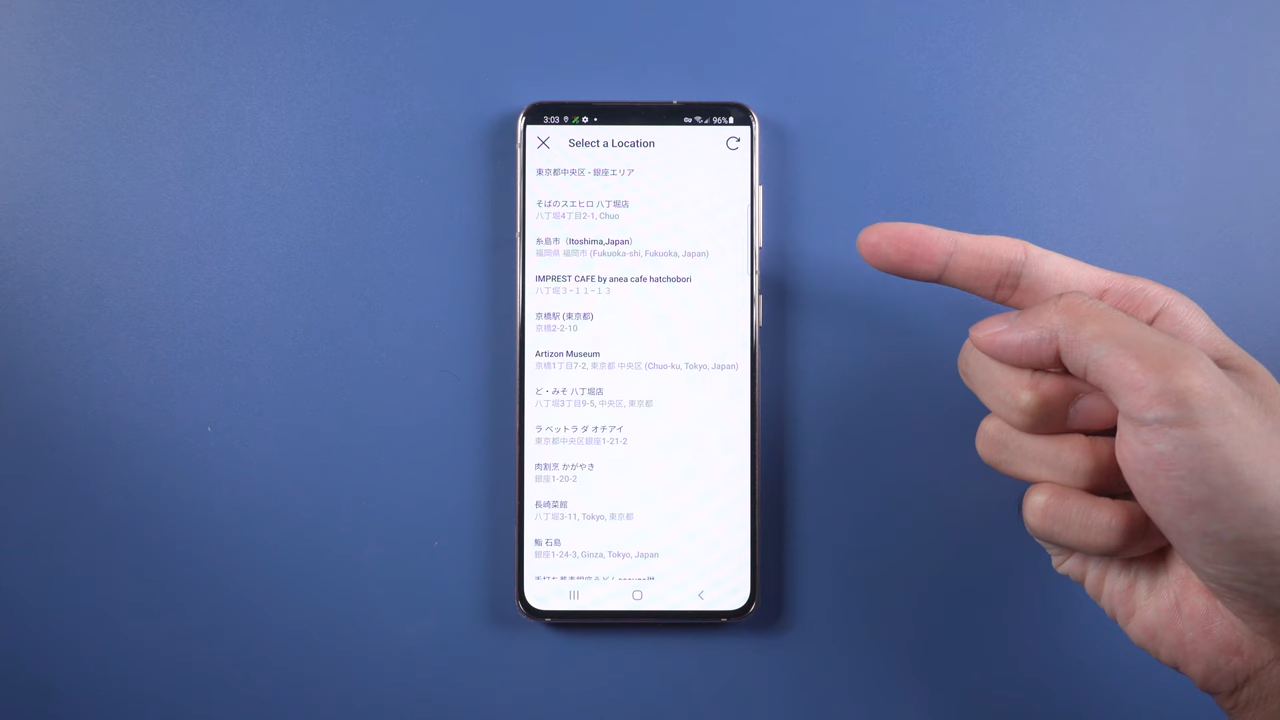 3:03
96%
Select a Location
東京都中央区 - 銀座エリア
そばのスエヒロ 八丁堀店
八丁堀4丁目2-1, Chuo
糸島市（Itoshima,Japan）
福岡県 福岡市 (Fukuoka-shi, Fukuoka, Japan)
IMPREST CAFE by anea cafe hatchobori
八丁堀３−１１−１３
京橋駅 (東京都)
京橋2-2-10
Artizon Museum
京橋1丁目7-2, 東京都 中央区 (Chuo-ku, Tokyo, Japan)
ど・みそ 八丁堀店
八丁堀3丁目9-5, 中央区, 東京都
ラ ベットラ ダ オチアイ
東京都中央区銀座1-21-2
肉割烹 かがやき
銀座1-20-2
長崎菜館
八丁堀3-11, Tokyo, 東京都
鮨 石島
銀座1-24-3, Ginza, Tokyo, Japan